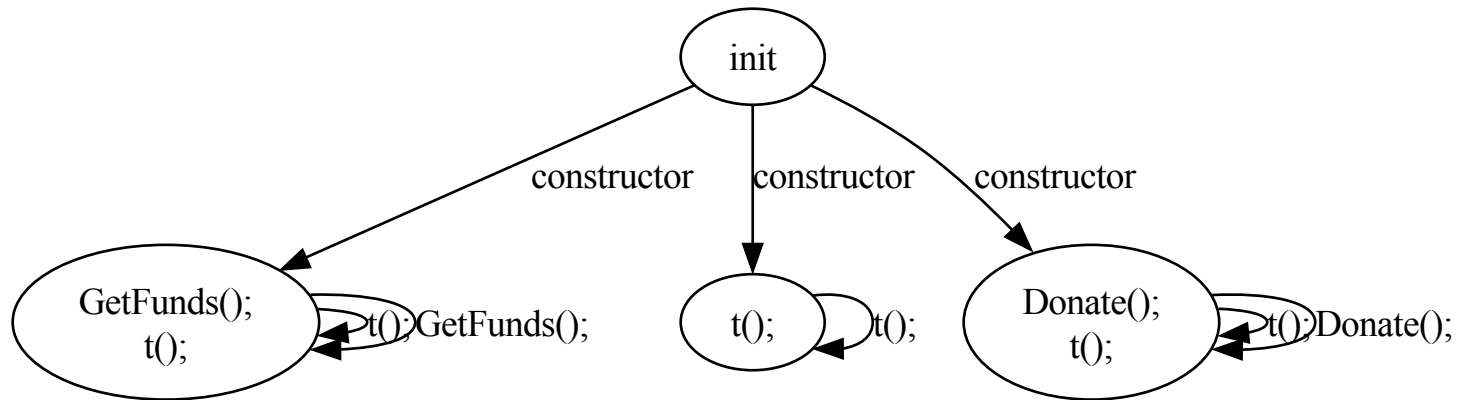 init
constructor
constructor
constructor
GetFunds();
t();
t();
GetFunds();
t();
t();
Donate();
t();
t();
Donate();